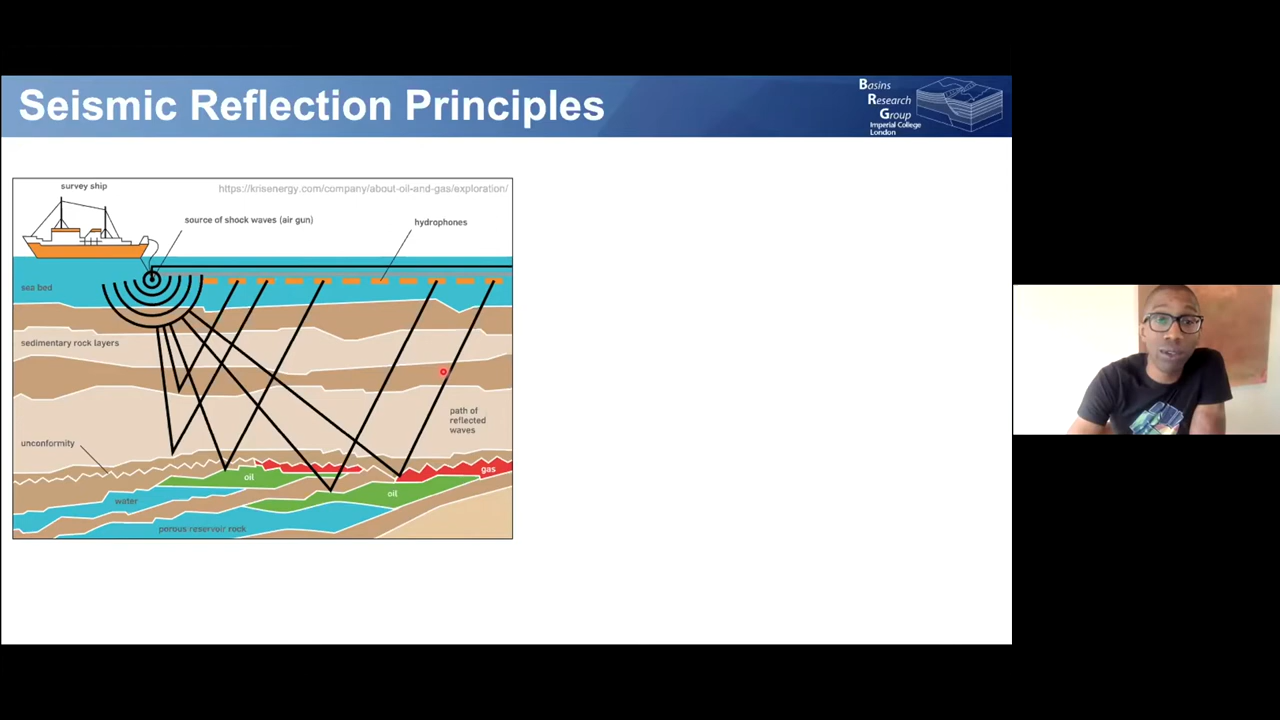 Seismic Reflection Principles
Basins
Research
Group
Imperial College
London
survey ship
https://krisenergy.com/company/about-oil-and-gas/exploration/
source of shock waves (air gun)
hydrophones
sea bed
sedimentary rock layers
path of
reflected
waves
unconformity
oil
gas
oil
water
porous reservoir rock